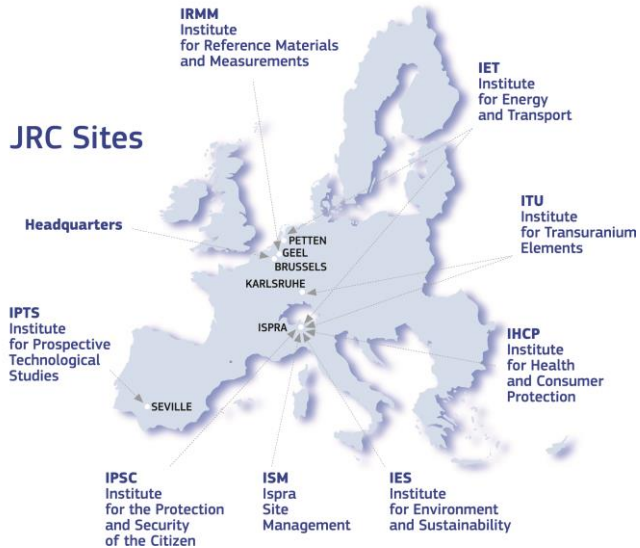 IRMM
Institute
for Reference Materials
and Measurements
IET
Institute
for Energy
and Transport
JRC Sites
ITU
Institute
for Transuranium
Elements
Headquarters
PETTEN
GEEL
BRUSSELS
KARLSRUHE
IPTS
Institute
for Prospective
Technological
Studies
ISPRA
IHCP
Institute
for Health
and Consumer
Protection
SEVILLE
IPSC
Institute
for the Protection
and Security
of the Citizen
ISM
Ispra
Site
Management
IES
Institute
for Environment
and Sustainability